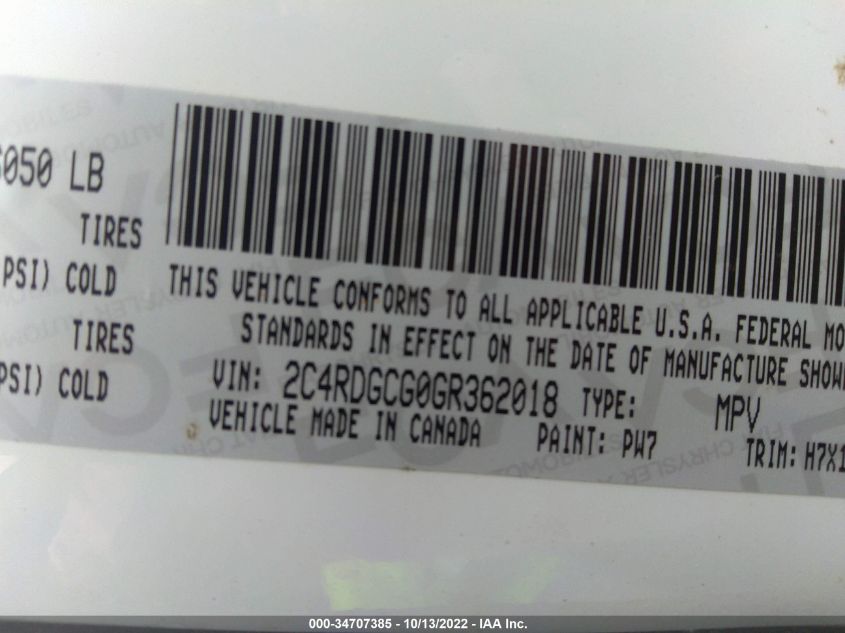 6050 LB
TIRES
PSI) COLD
TIRES
PSI) COLD
THIS VEHICLE CONFORMS TO ALL APPLICABLE U.S.A. FEDERAL MO
STANDARDS IN EFFECT ON THE DATE OF MANUFACTURE SHOW
VIN: 2C4RDGCG0GR362018 TYPE: MPV
VEHICLE MADE IN CANADA PAINT: PW7 TRIM: H7X1
000-34707385 - 10/13/2022 - IAA Inc.